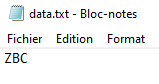 data.txt - Bloc-notes
Fichier Edition Format
ZBC